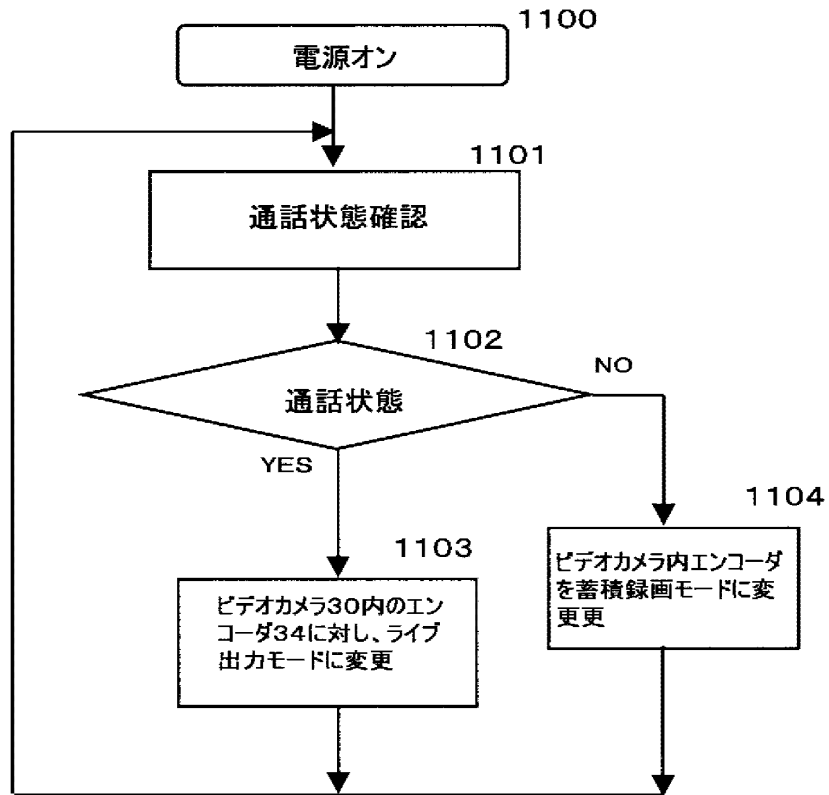 1100
電源オン
1101
通話状態確認
1102
通話状態
NO
YES
1103
ビデオカメラ30内のエン
コーダ34に対し、ライブ
出力モードに変更
1104
ビデオカメラ内エンコーダ
を蓄積録画モードに変
更更